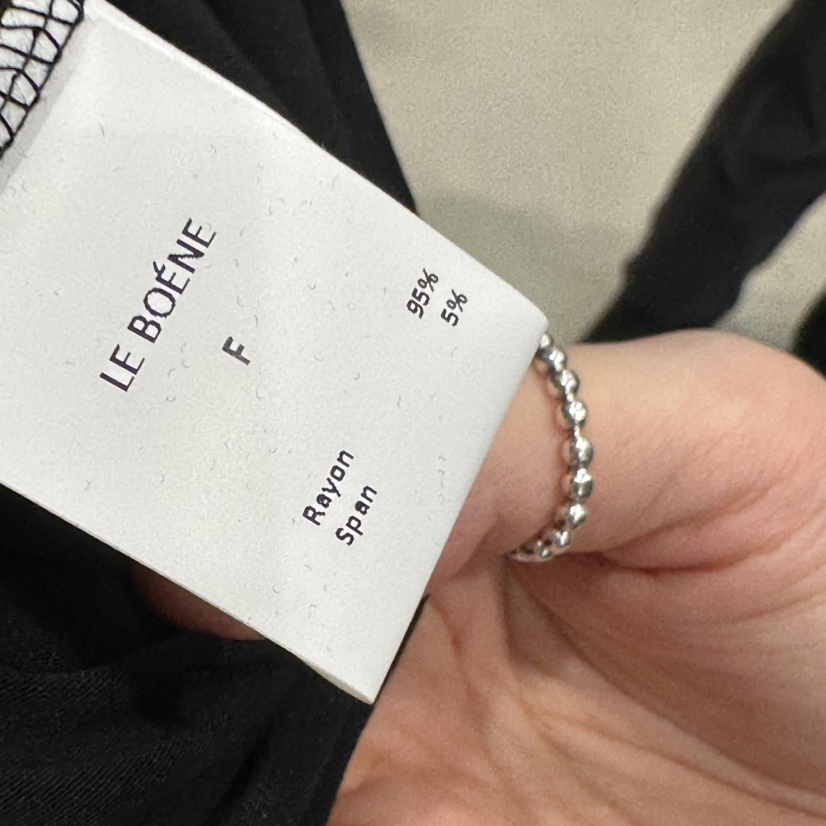 LE BOÉNE
F
Rayon 95%
Span 5%